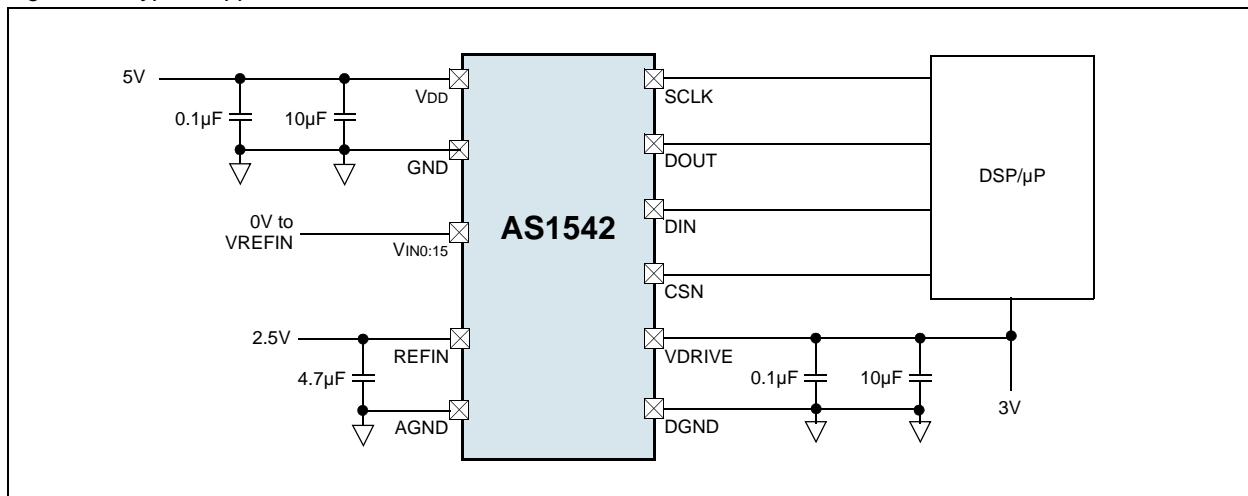 5V
0.1µF
10µF
VDD
GND
0V to
VREFIN
VIN0:15
2.5V
4.7µF
REFIN
AGND
AS1542
SCLK
DOUT
DIN
CSN
VDRIVE
DGND
DSP/µP
0.1µF
10µF
3V